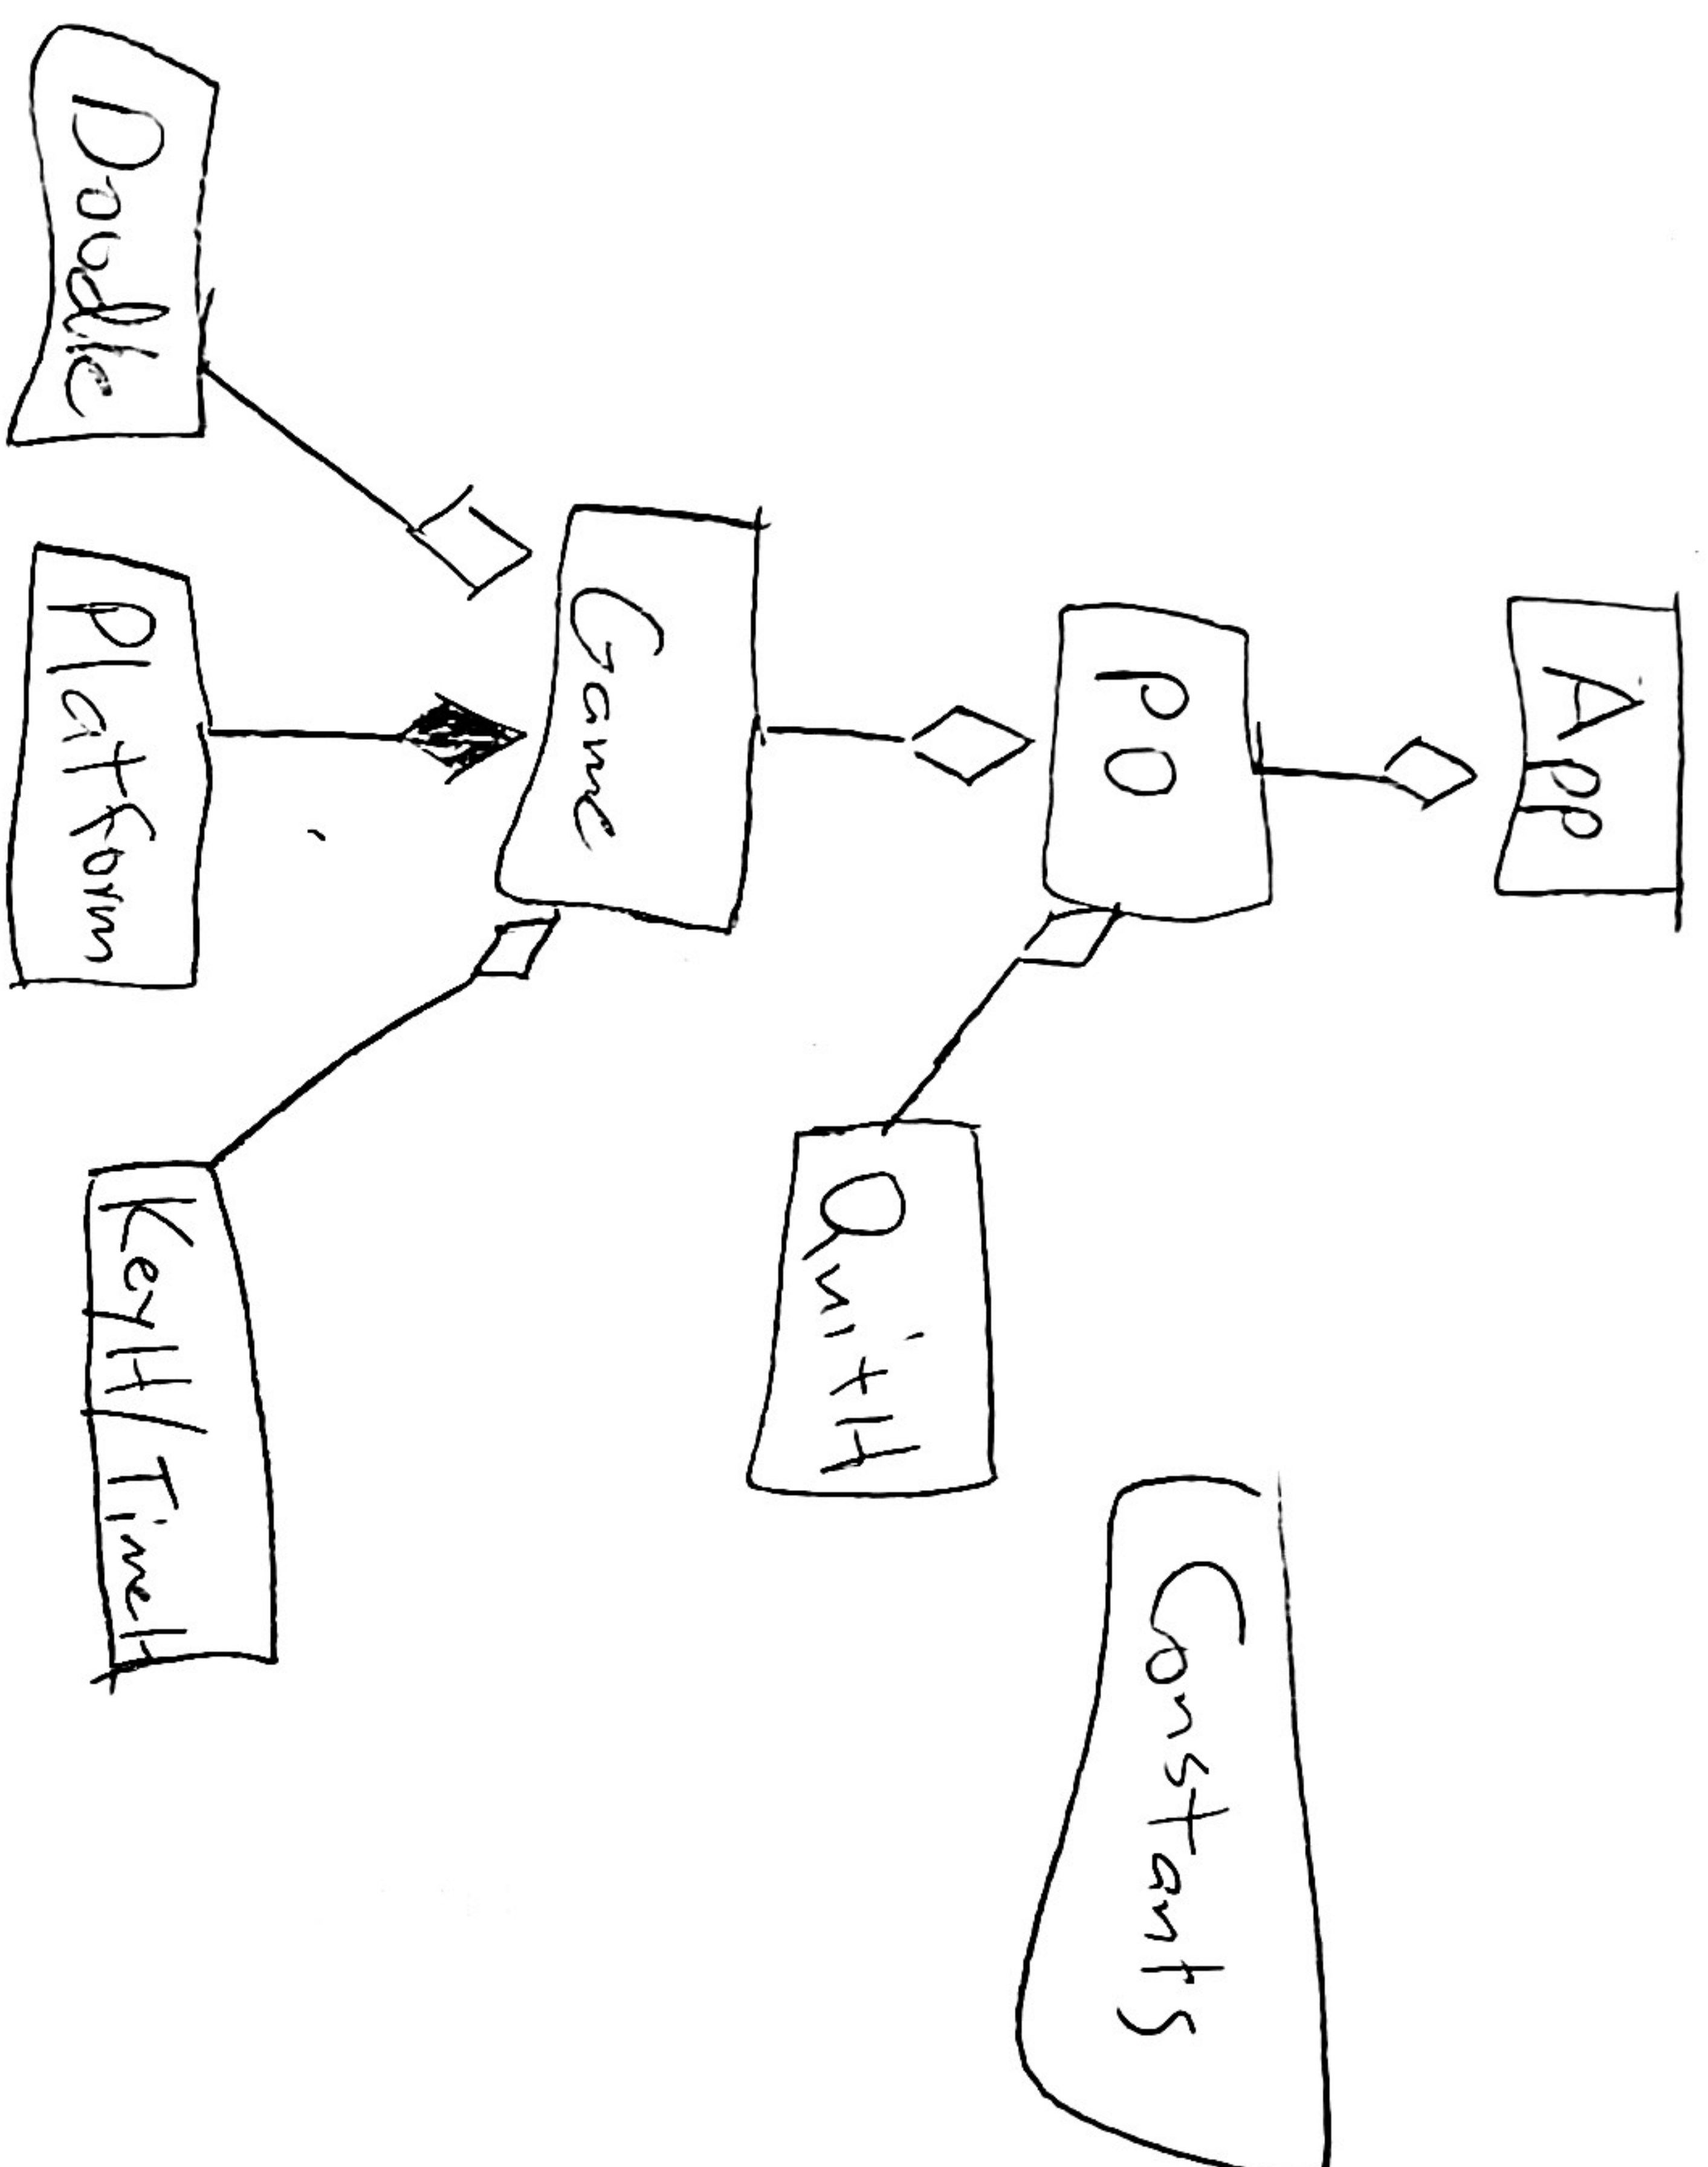 App
PO
Constants
QuitH
Game
Doodle
Platform
KeyH/TimeH